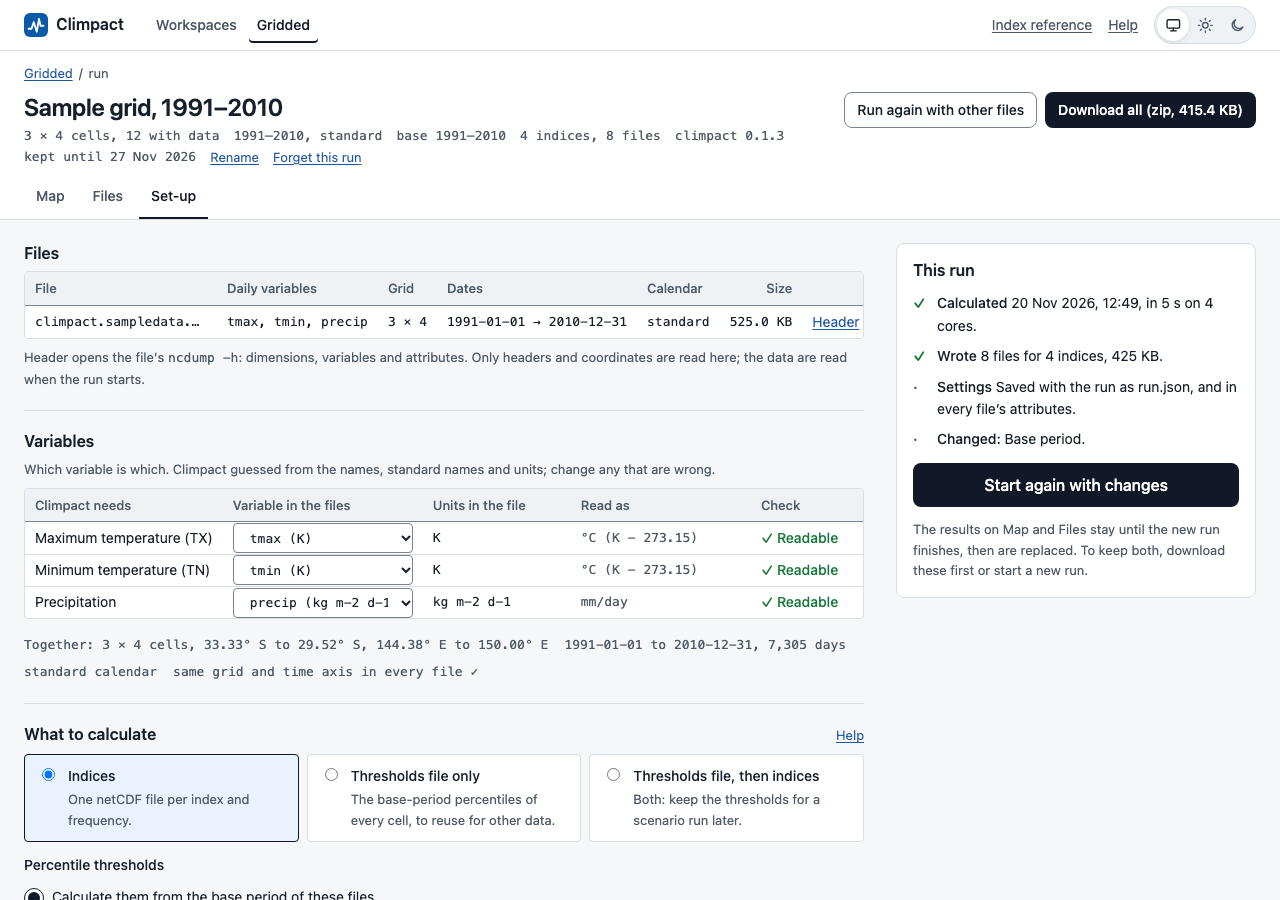 Climpact
Workspaces
Gridded
Index reference
Help
Gridded / run
Sample grid, 1991–2010
Run again with other files
Download all (zip, 415.4 KB)
3 × 4 cells, 12 with data 1991–2010, standard base 1991–2010 4 indices, 8 files climpact 0.1.3
kept until 27 Nov 2026 Rename Forget this run
Map
Files
Set-up
Files
File Daily variables Grid Dates Calendar Size
climpact.sampledata.… tmax, tmin, precip 3 × 4 1991-01-01 → 2010-12-31 standard 525.0 KB Header
Header opens the file's ncdump -h: dimensions, variables and attributes. Only headers and coordinates are read here; the data are read
when the run starts.
Variables
Which variable is which. Climpact guessed from the names, standard names and units; change any that are wrong.
Climpact needs Variable in the files Units in the file Read as Check
Maximum temperature (TX) tmax (K) K °C (K − 273.15) ✓ Readable
Minimum temperature (TN) tmin (K) K °C (K − 273.15) ✓ Readable
Precipitation precip (kg m-2 d-1 kg m-2 d-1 mm/day ✓ Readable
Together: 3 × 4 cells, 33.33° S to 29.52° S, 144.38° E to 150.00° E 1991-01-01 to 2010-12-31, 7,305 days
standard calendar same grid and time axis in every file ✓
What to calculate
Help
Indices
One netCDF file per index and
frequency.
Thresholds file only
The base-period percentiles of
every cell, to reuse for other data.
Thresholds file, then indices
Both: keep the thresholds for a
scenario run later.
Percentile thresholds
Calculate them from the base period of these files
This run
✓ Calculated 20 Nov 2026, 12:49, in 5 s on 4
cores.
✓ Wrote 8 files for 4 indices, 425 KB.
· Settings Saved with the run as run.json, and in
every file’s attributes.
· Changed: Base period.
Start again with changes
The results on Map and Files stay until the new run
finishes, then are replaced. To keep both, download
these first or start a new run.